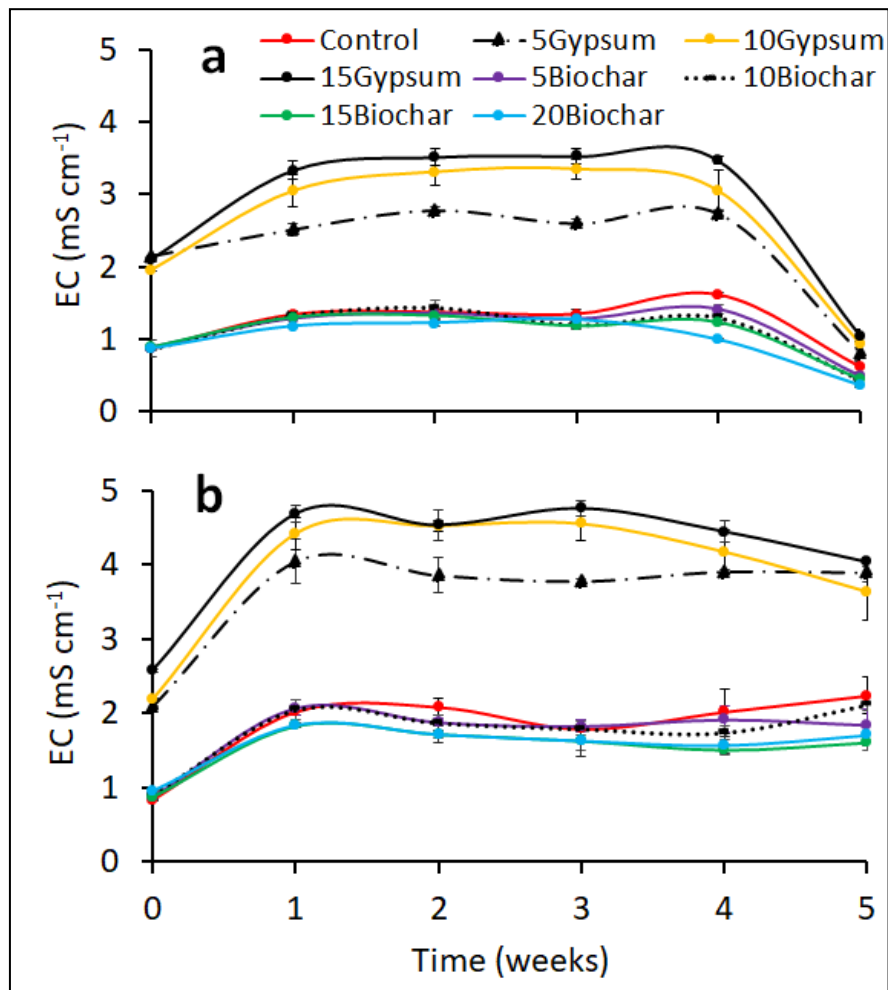 a
Control 5Gypsum 10Gypsum
15Gypsum 5Biochar 10Biochar
15Biochar 20Biochar
EC (mS cm⁻¹)
5
4
3
2
1
0
b
EC (mS cm⁻¹)
5
4
3
2
1
0
0 1 2 3 4 5
Time (weeks)